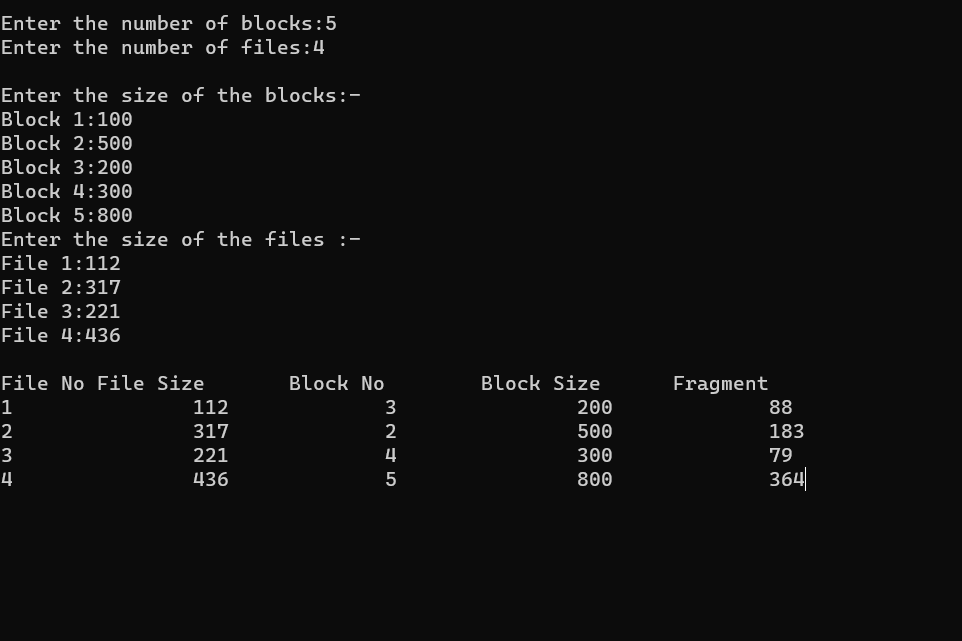 Enter the number of blocks:5
Enter the number of files:4
Enter the size of the blocks:-
Block 1:100
Block 2:500
Block 3:200
Block 4:300
Block 5:800
Enter the size of the files :-
File 1:112
File 2:317
File 3:221
File 4:436
File No File Size Block No Block Size Fragment
1 112 3 200 88
2 317 2 500 183
3 221 4 300 79
4 436 5 800 364